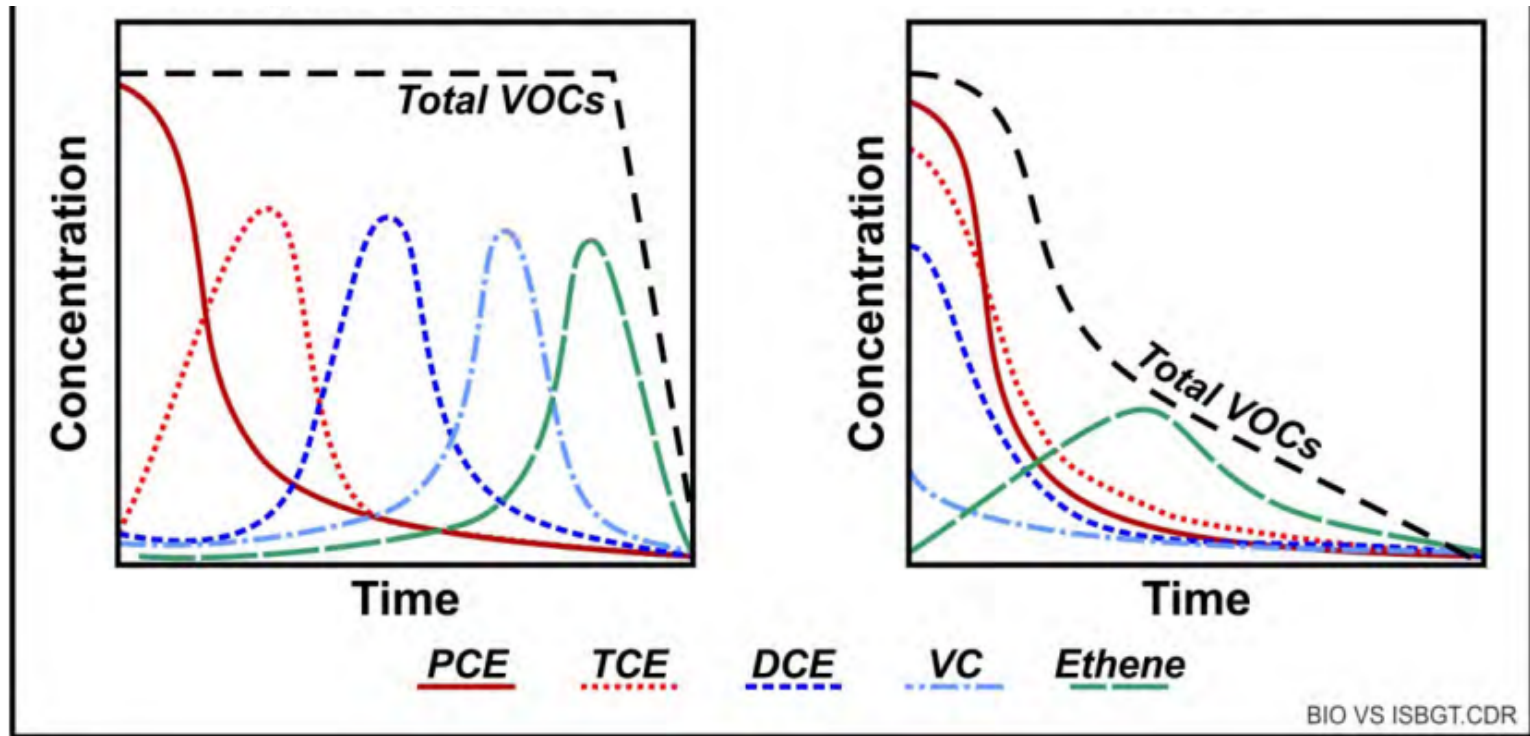 Concentration
Total VOCs
Time
Concentration
Total VOCs
Time
PCE TCE DCE VC Ethene
BIO VS ISBGT.CDR